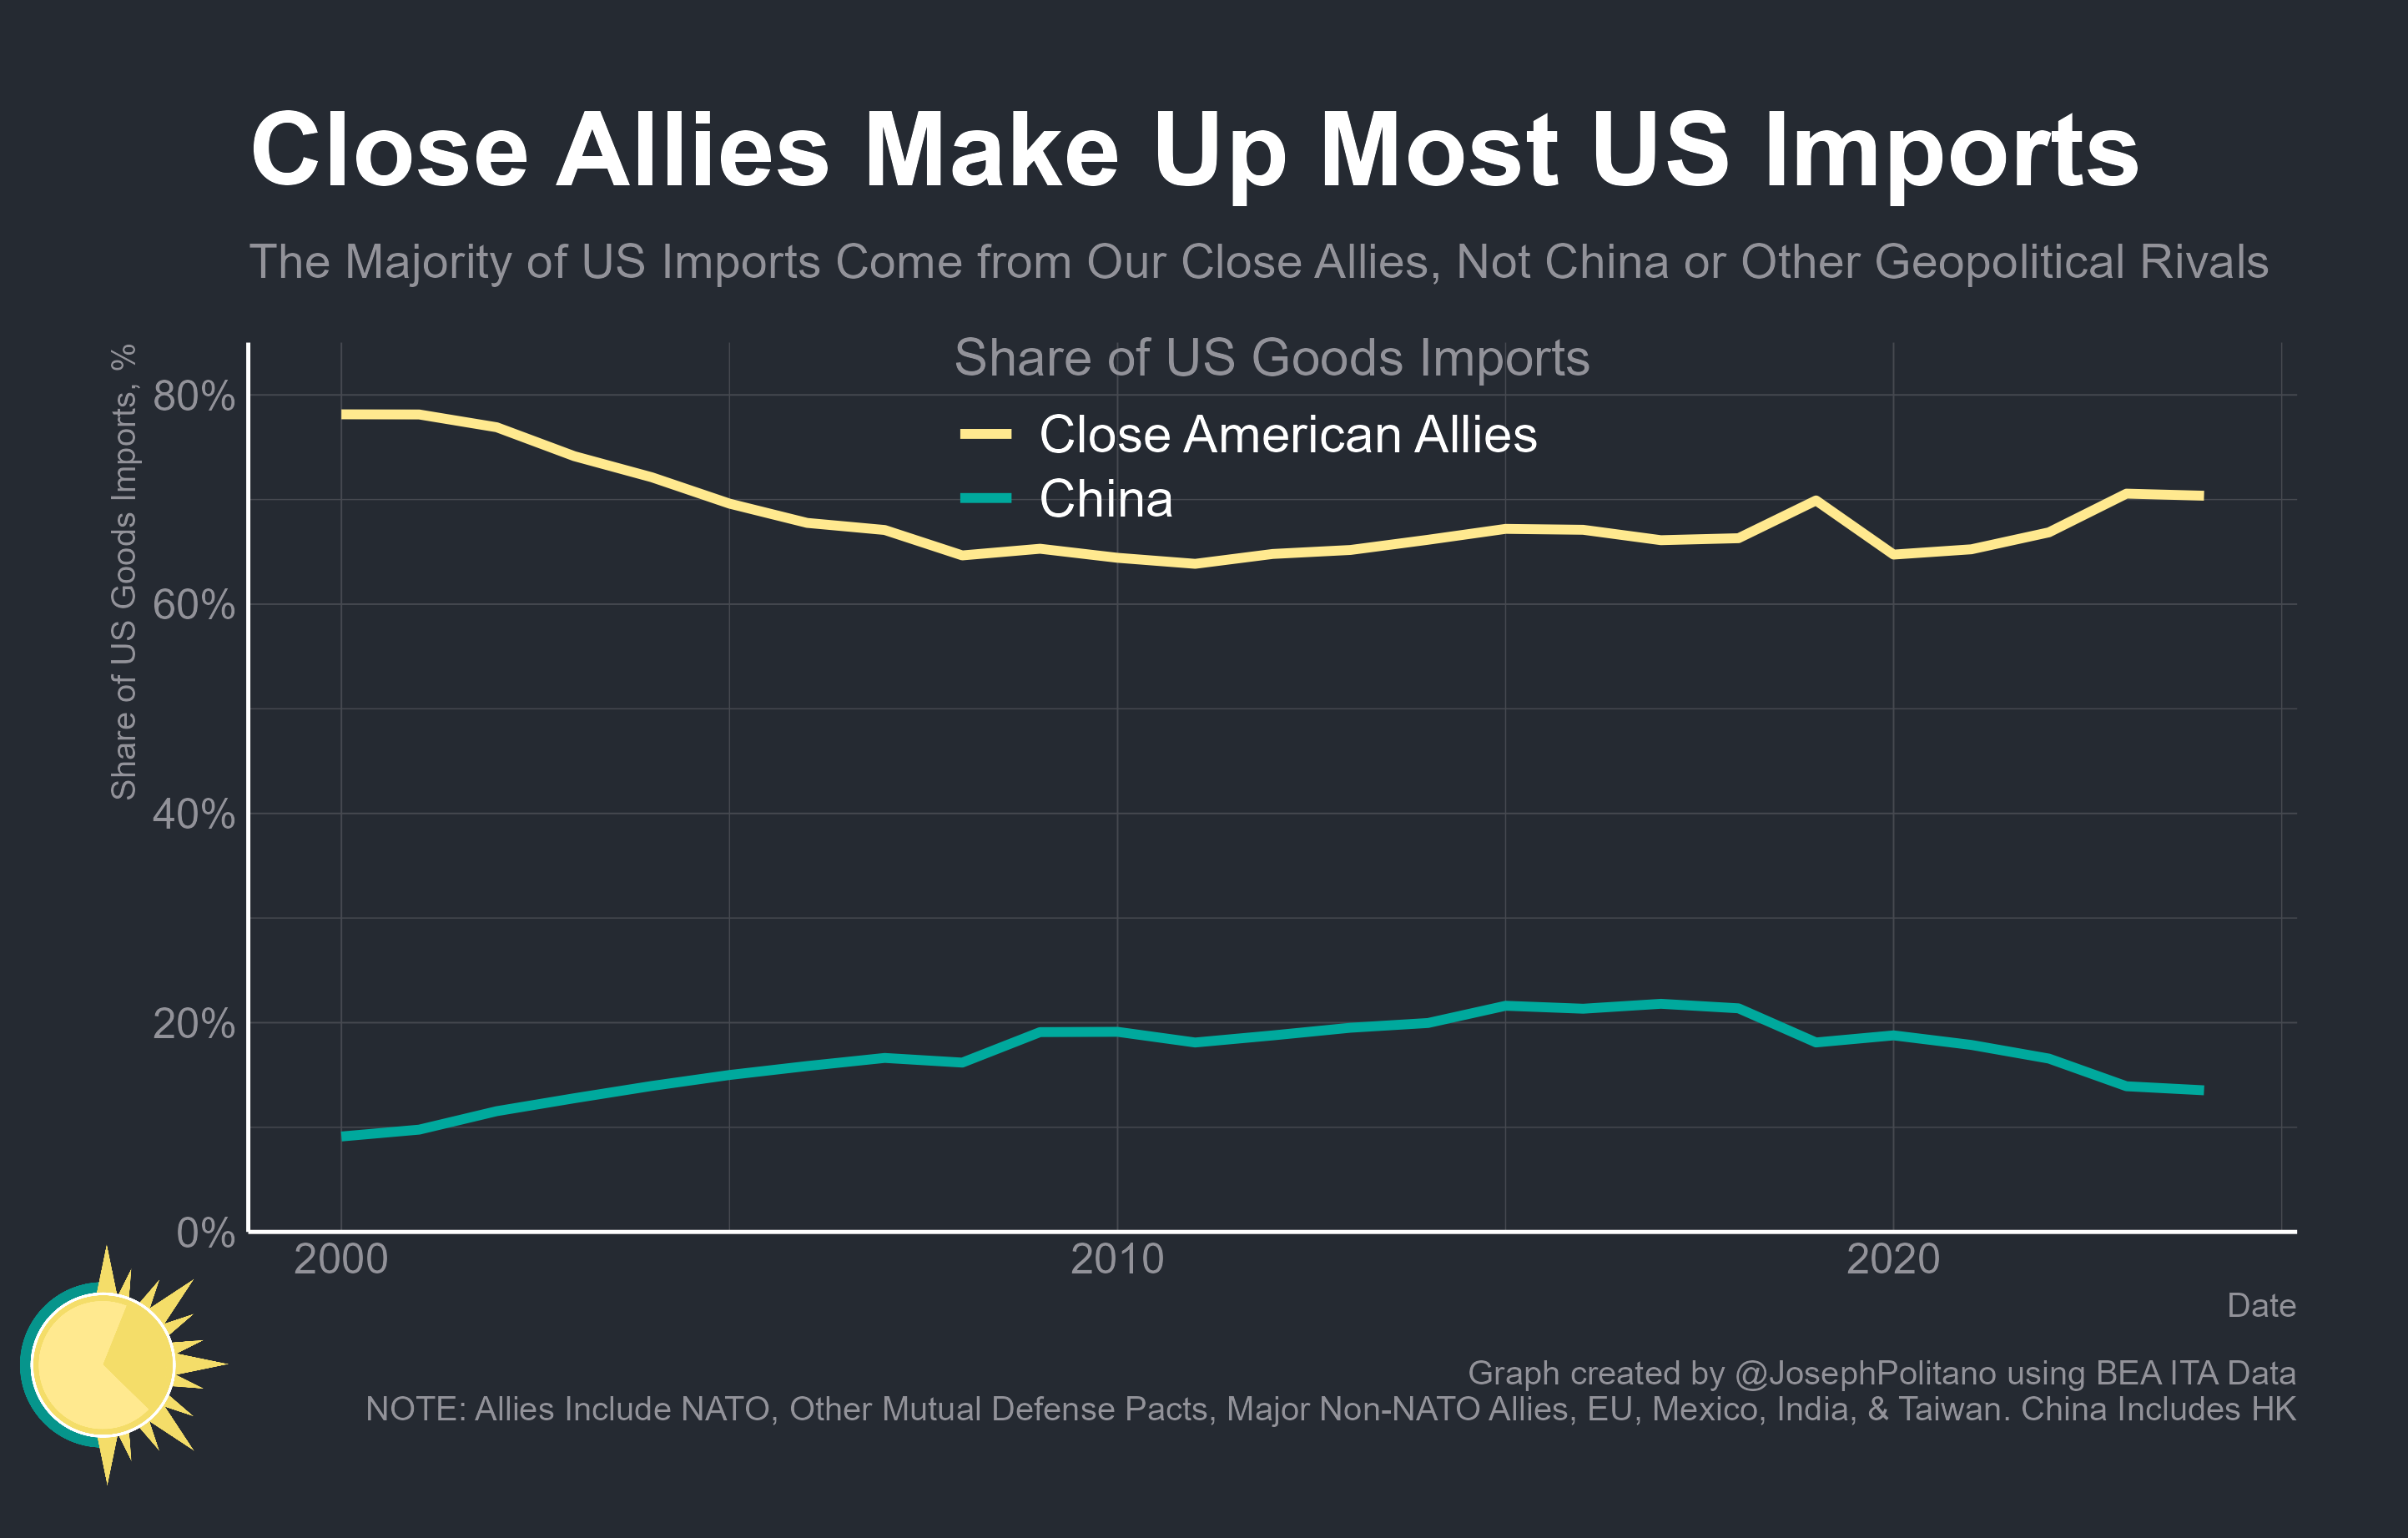 Close Allies Make Up Most US Imports
The Majority of US Imports Come from Our Close Allies, Not China or Other Geopolitical Rivals
Share of US Goods Imports, %
Share of US Goods Imports
Close American Allies
China
80%
60%
40%
20%
0%
2000
2010
2020
Date
Graph created by @JosephPolitano using BEA ITA Data
NOTE: Allies Include NATO, Other Mutual Defense Pacts, Major Non-NATO Allies, EU, Mexico, India, & Taiwan. China Includes HK